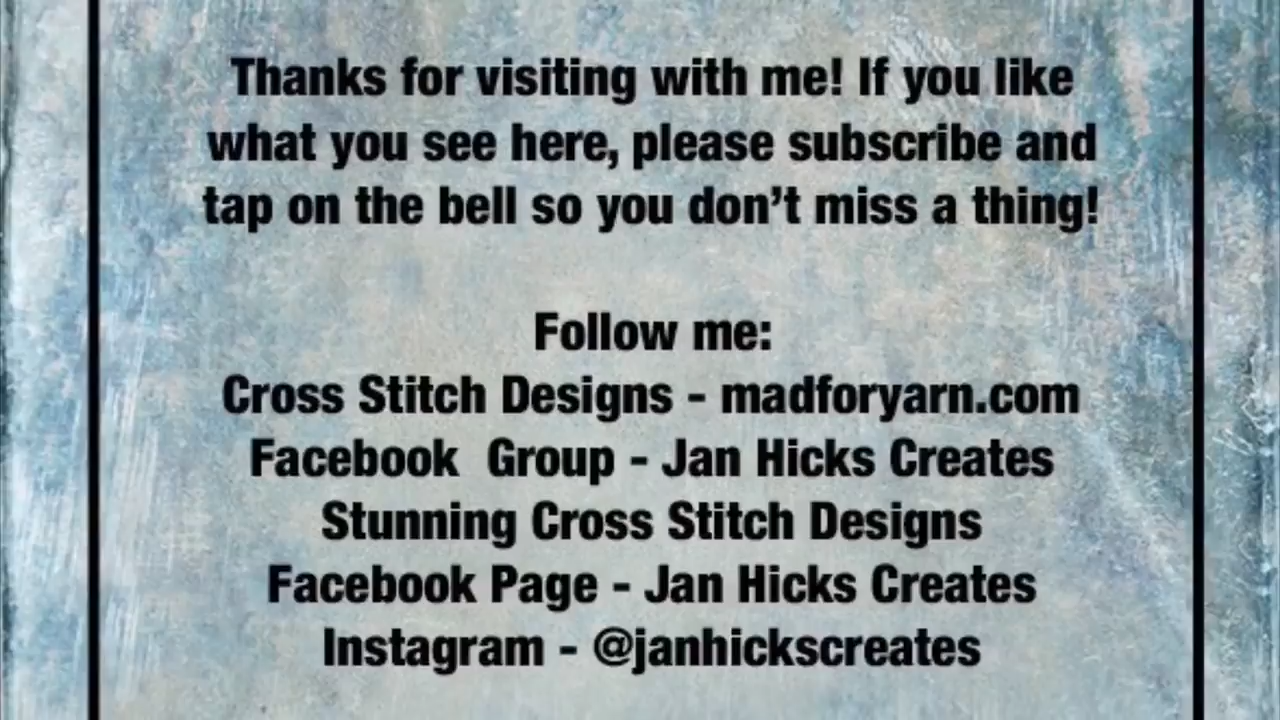 Thanks for visiting with me! If you like
what you see here, please subscribe and
tap on the bell so you don’t miss a thing!
Follow me:
Cross Stitch Designs - madforyarn.com
Facebook  Group - Jan Hicks Creates
Stunning Cross Stitch Designs
Facebook Page - Jan Hicks Creates
Instagram - @janhickscreates